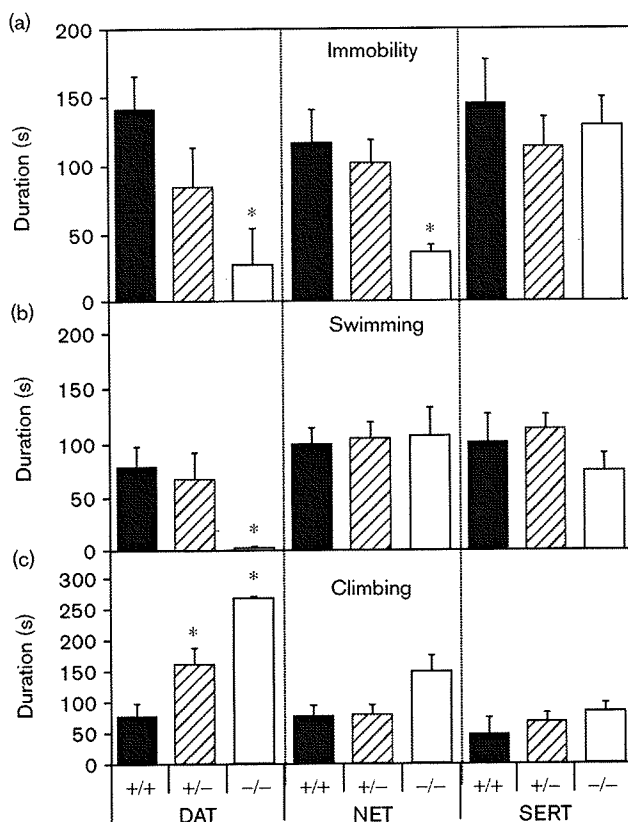 (a)
200
150
100
50
0
Duration (s)
Immobility
*
*
(b)
200
150
100
50
0
Duration (s)
Swimming
*
(c)
300
250
200
150
100
50
0
Duration (s)
Climbing
*
*
+/+ +/− −/− +/+ +/− −/− +/+ +/− −/−
DAT NET SERT